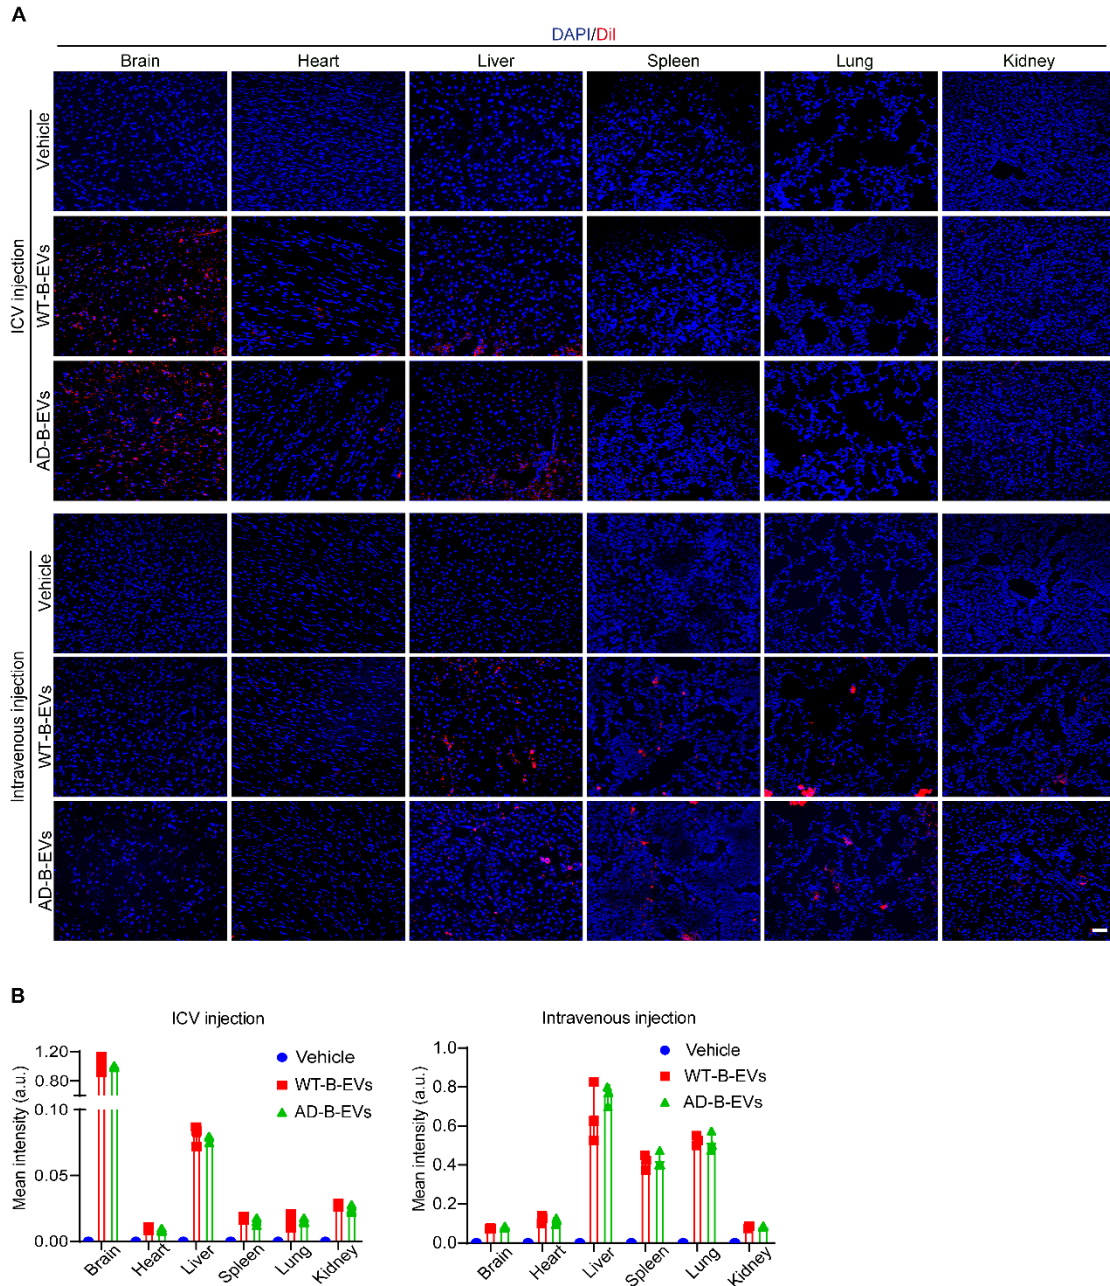 A
DAPI/Dil
Brain Heart Liver Spleen Lung Kidney
ICV injection
Vehicle
WT-B-EVs
AD-B-EVs
Intravenous injection
Vehicle
WT-B-EVs
AD-B-EVs
B
ICV injection
Mean intensity (a.u.)
1.20
0.80
0.10
0.05
0.00
Vehicle
WT-B-EVs
AD-B-EVs
Brain Heart Liver Spleen Lung Kidney
Intravenous injection
Mean intensity (a.u.)
1.0
0.8
0.6
0.4
0.2
0.0
Vehicle
WT-B-EVs
AD-B-EVs
Brain Heart Liver Spleen Lung Kidney